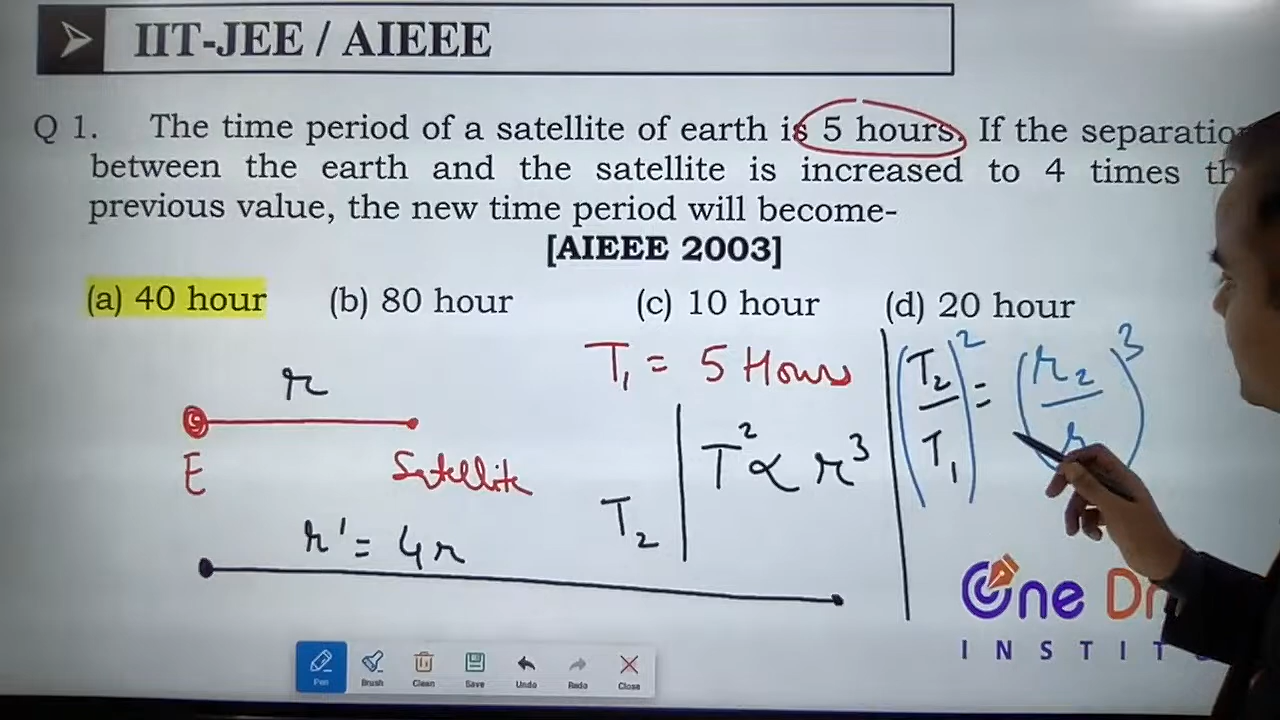 IIT-JEE / AIEEE
Q 1. The time period of a satellite of earth is 5 hours. If the separation
between the earth and the satellite is increased to 4 times
previous value, the new time period will become-
[AIEEE 2003]
(a) 40 hour (b) 80 hour (c) 10 hour (d) 20 hour
r
E Satellite
r' = 4r
T₁ = 5 Hours
T₂
T² ∝ r³
(T₂/T₁)² = (r₂/r)³
One
INSTIT
Pen Brush Clean Save Undo Redo Close